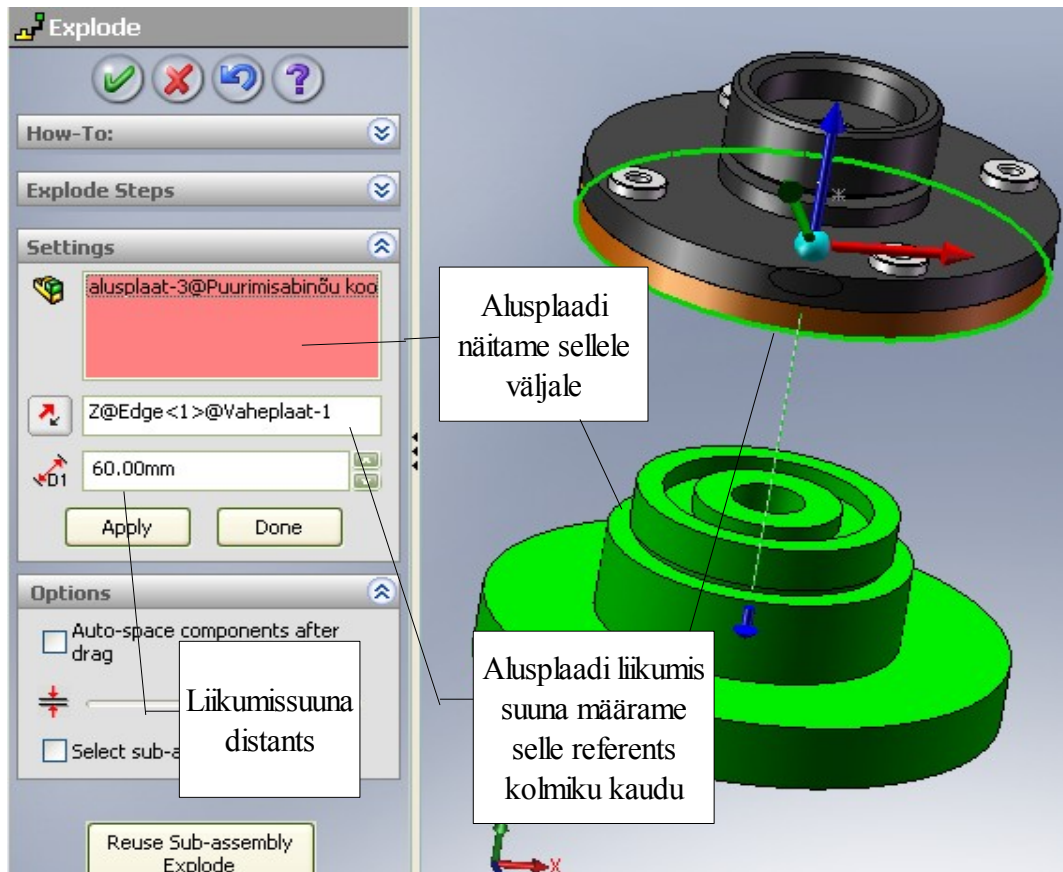 Explode
How-To:
Explode Steps
Settings
alusplaat-3@Puurimisabinõu koo
Z@Edge<1>@Vaheplaat-1
D1
60.00mm
Apply
Done
Options
Auto-space components after
drag
Select sub-a
Reuse Sub-assembly
Explode
Alusplaadi
näitame sellele
väljale
Liikumissuuna
distants
Alusplaadi liikumis
suuna määrame
selle referents
kolmiku kaudu
X